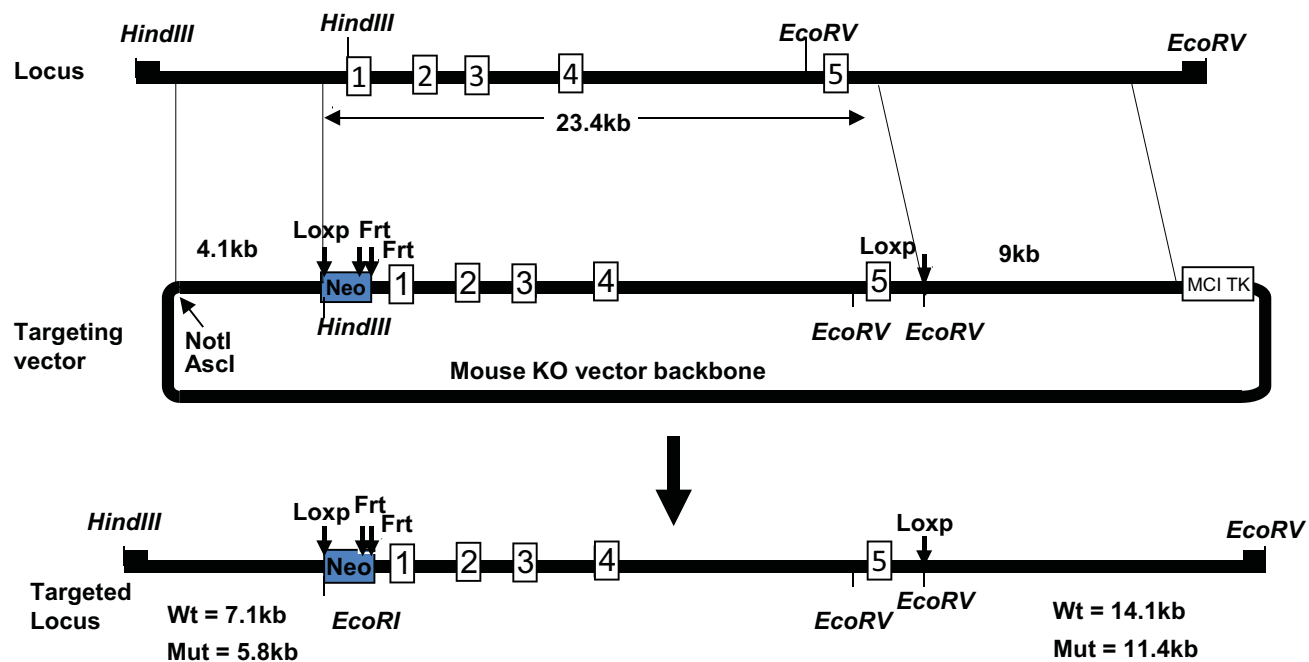 HindIII
HindIII
EcoRV
EcoRV
Locus
1
2
3
4
5
23.4kb
4.1kb
Loxp
Frt
Frt
Loxp
9kb
Neo
1
2
3
4
5
MCI TK
HindIII
EcoRV
EcoRV
NotI
AscI
Targeting
vector
Mouse KO vector backbone
HindIII
Loxp
Frt
Frt
Loxp
EcoRV
Neo
1
2
3
4
5
Targeted
Locus
EcoRI
EcoRV
EcoRV
Wt = 7.1kb
Mut = 5.8kb
Wt = 14.1kb
Mut = 11.4kb